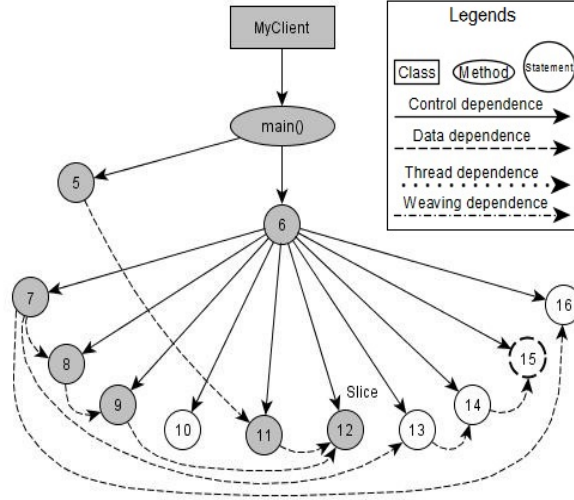 MyClient
Legends
Class
Method
Statement
Control dependence
Data dependence
Thread dependence
Weaving dependence
main()
5
6
7
16
8
15
Slice
9
14
10
11
12
13